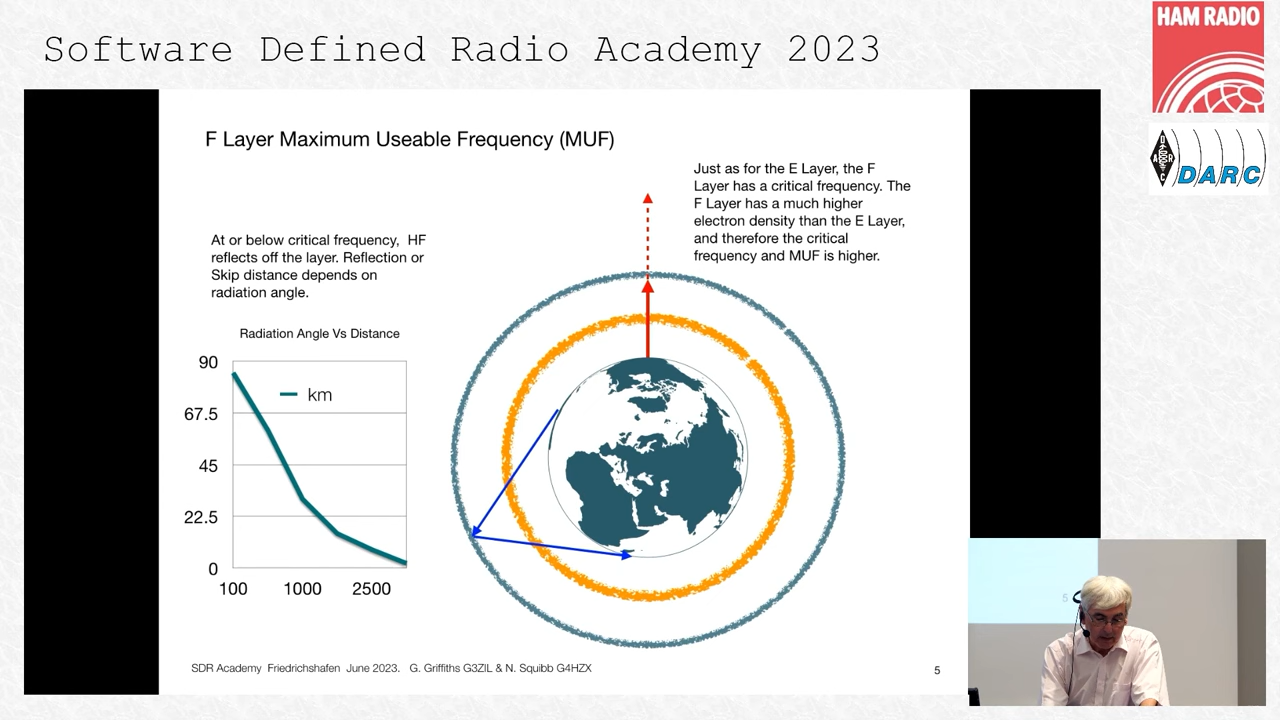 Software Defined Radio Academy 2023
HAM RADIO
DARC
DARC
F Layer Maximum Useable Frequency (MUF)
Just as for the E Layer, the F
Layer has a critical frequency. The
F Layer has a much higher
electron density than the E Layer,
and therefore the critical
frequency and MUF is higher.
At or below critical frequency,  HF
reflects off the layer. Reflection or
Skip distance depends on
radiation angle.
Radiation Angle Vs Distance
90
67.5
45
22.5
0
km
100 1000 2500
SDR Academy  Friedrichshafen  June 2023.   G. Griffiths G3ZIL & N. Squibb G4HZX
5
5